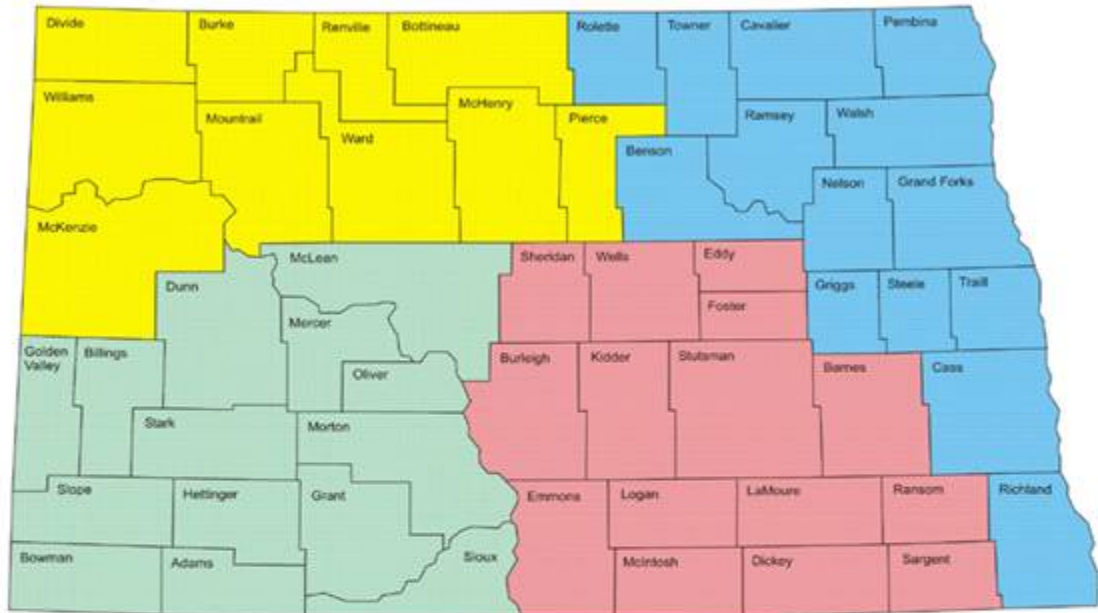 Divide
Burke
Renville
Bottineau
Rolette
Towner
Cavalier
Pembina
Williams
Mountrail
Ward
McHenry
Pierce
Benson
Ramsey
Walsh
Nelson
Grand Forks
McKenzie
Dunn
McLean
Sheridan
Wells
Eddy
Foster
Griggs
Steele
Traill
Mercer
Oliver
Golden
Valley
Billings
Burleigh
Kidder
Stutsman
Barnes
Cass
Stark
Morton
Slope
Hettinger
Grant
Emmons
Logan
LaMoure
Ransom
Richland
Bowman
Adams
Sioux
McIntosh
Dickey
Sargent